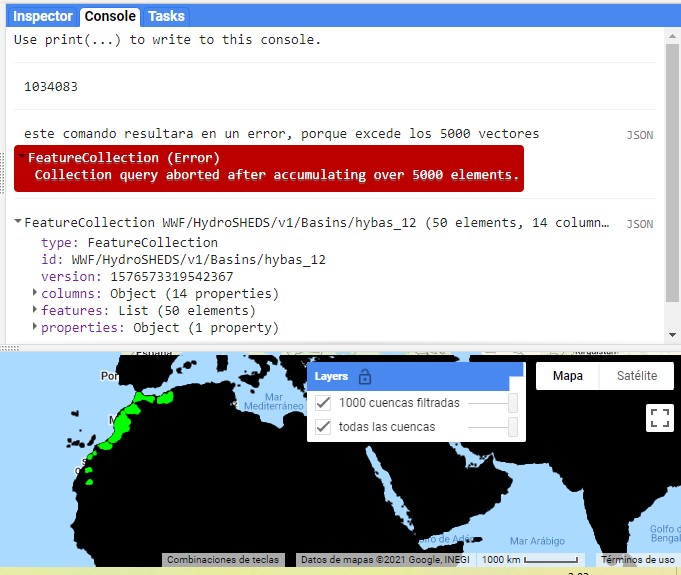 Inspector Console Tasks
Use print(...) to write to this console.
1034083
este comando resultara en un error, porque excede los 5000 vectores JSON
FeatureCollection (Error)
Collection query aborted after accumulating over 5000 elements.
FeatureCollection WWF/HydroSHEDS/v1/Basins/hybas_12 (50 elements, 14 column… JSON
type: FeatureCollection
id: WWF/HydroSHEDS/v1/Basins/hybas_12
version: 1576573319542367
columns: Object (14 properties)
features: List (50 elements)
properties: Object (1 property)
España
Por
Layers
Mapa Satélite
Mar
Mediterráneo
1000 cuencas filtradas
todas las cuencas
M
S
o
olfo de Adén
Mar Arábigo
Golfo d
Bengal
Combinaciones de teclas Datos de mapas ©2021 Google, INEGI 1000 km Términos de uso